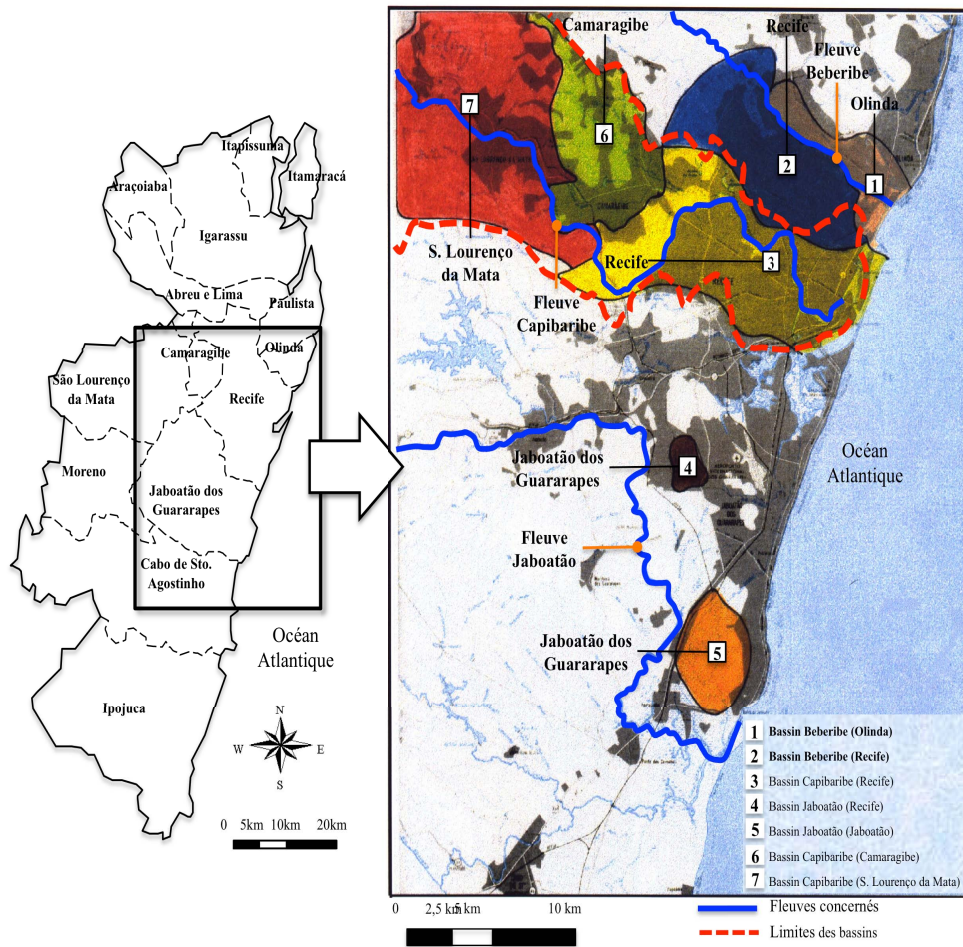 Itapissuma
Itamaracá
Araçoiaba
Igarassu
Abreu e Lima
Paulista
Camaragibe
Olinda
São Lourenço
da Mata
Recife
Moreno
Jaboatão dos
Guararapes
Cabo de Sto.
Agostinho
Océan
Atlantique
Ipojuca
N
W
E
S
0 5km 10km 20km
Camaragibe
Recife
Fleuve
Beberibe
Olinda
7
6
2
1
S. Lourenço
da Mata
Recife
3
Fleuve
Capibaribe
Océan
Atlantique
Jaboatão dos
Guararapes
4
Fleuve
Jaboatão
Jaboatão dos
Guararapes
5
1 Bassin Beberibe (Olinda)
2 Bassin Beberibe (Recife)
3 Bassin Capibaribe (Recife)
4 Bassin Jaboatão (Recife)
5 Bassin Jaboatão (Jaboatão)
6 Bassin Capibaribe (Camaragibe)
7 Bassin Capibaribe (S. Lourenço da Mata)
0 2,5 km 5 km 10 km
Fleuves concernés
Limites des bassins